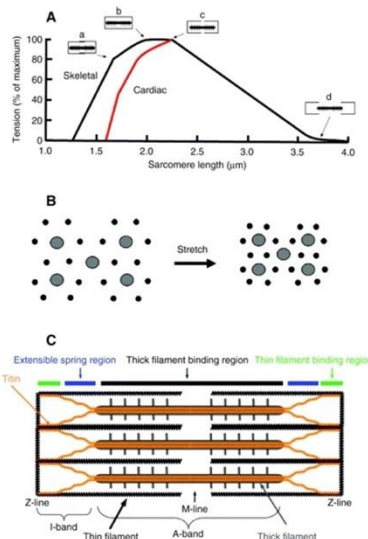 A
b
a
c
100
80
60
40
20
0
Tension (% of maximum)
Skeletal
Cardiac
d
1.0 1.5 2.0 2.5 3.0 3.5 4.0
Sarcomere length (μm)
B
Stretch
C
Extensible spring region Thick filament binding region Thin filament binding regio
Titin
Z-line M-line Z-line
I-band A-band
Thin filament Thick filament